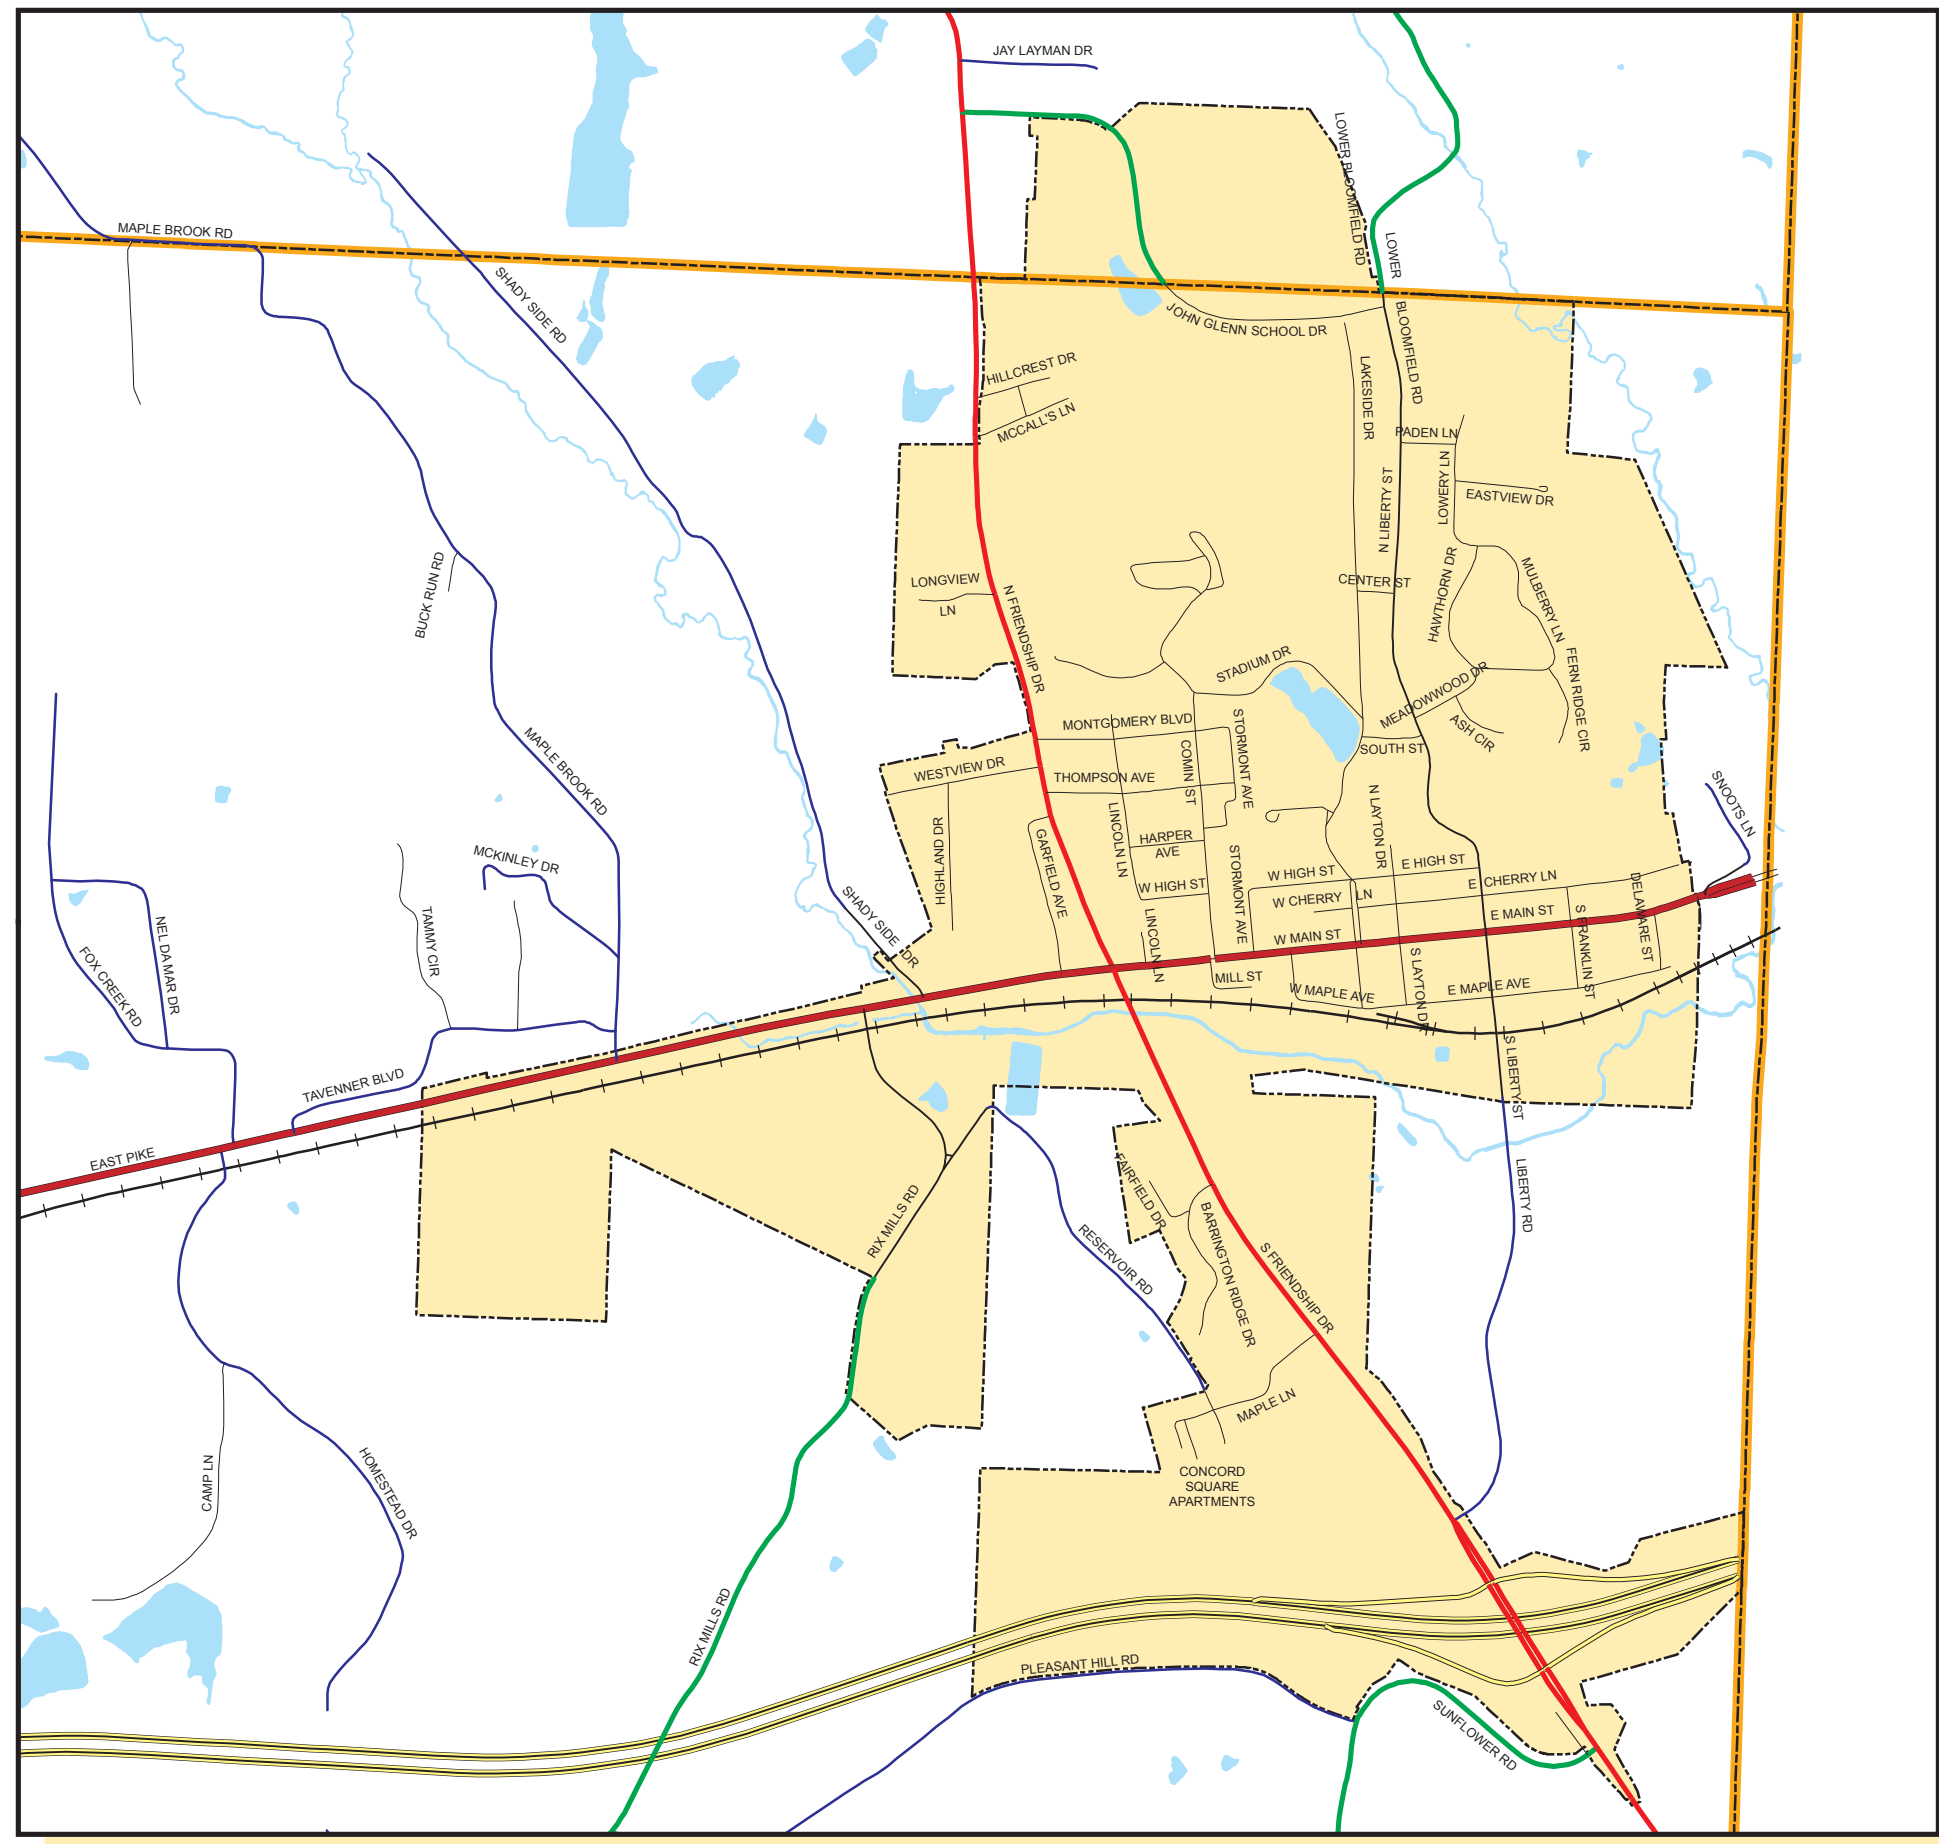 JAY LAYMAN DR
LOWER BLOOMFIELD RD
MAPLE BROOK RD
LOWER
BLOOMFIELD RD
SHADY SIDE RD
JOHN GLENN SCHOOL DR
HILLCREST DR
MCCALL'S LN
LAKESIDE DR
PADEN LN
N LIBERTY ST
LOWERY LN
EASTVIEW DR
BUCK RUN RD
LONGVIEW
LN
N FRIENDSHIP DR
CENTER ST
HAWTHORN DR
MULBERRY LN
FERN RIDGE CIR
STADIUM DR
MEADOWWOOD DR
ASH CIR
SOUTH ST
MONTGOMERY BLVD
COMIN ST
STORMONT AVE
WESTVIEW DR
THOMPSON AVE
MAPLE BROOK RD
SNOOTS LN
N LAYTON DR
HIGHLAND DR
GARFIELD AVE
LINCOLN LN
HARPER
AVE
MCKINLEY DR
E HIGH ST
W HIGH ST
W HIGH ST
STORMONT AVE
E CHERRY LN
W CHERRY LN
DELAWARE ST
SHADY SIDE DR
TAMMY CIR
NEL DA MAR DR
FOX CREEK RD
LINCOLN LN
E MAIN ST
W MAIN ST
S FRANKLIN ST
MILL ST
S LAYTON DR
W MAPLE AVE
E MAPLE AVE
TAVENNER BLVD
S LIBERTY ST
EAST PIKE
FAIRFIELD DR
LIBERTY RD
RIX MILLS RD
RESERVOIR RD
BARRINGTON RIDGE DR
S FRIENDSHIP DR
MAPLE LN
CAMP LN
HOMESTEAD DR
CONCORD
SQUARE
APARTMENTS
RIX MILLS RD
PLEASANT HILL RD
SUNFLOWER RD